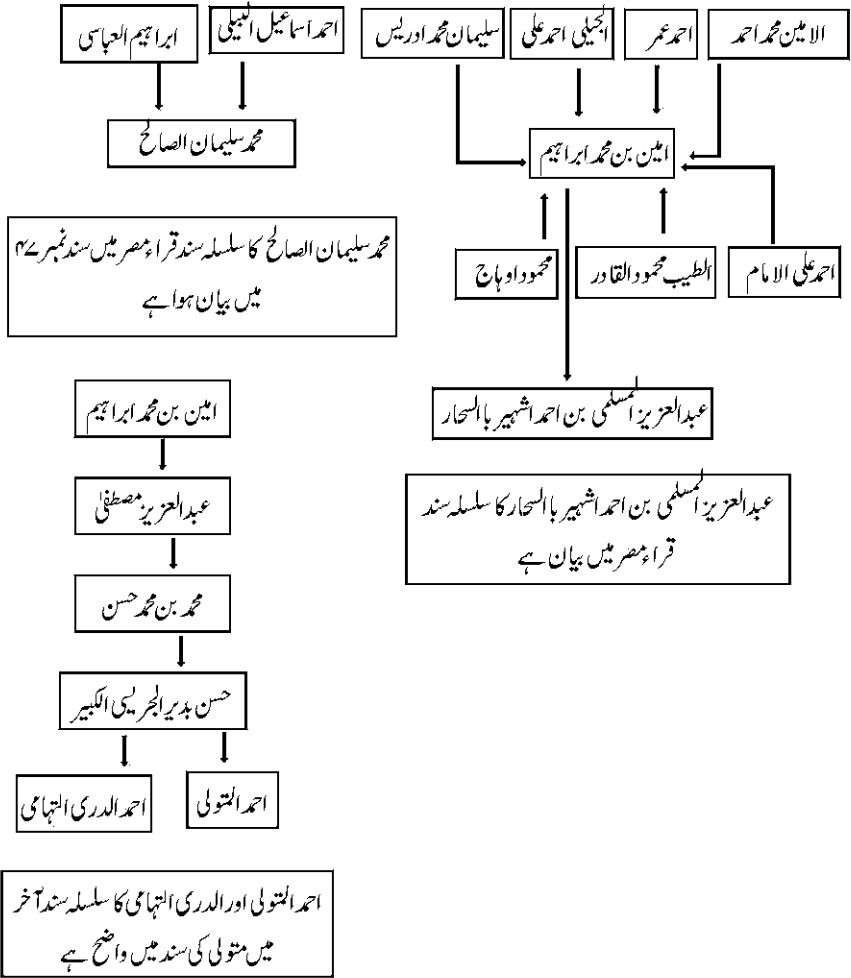 الامین محمد احمد
احمد عمر
الجیلی احمد علی
سلیمان محمد ادریس
احمد اسماعیل البیلی
ابراہیم العباسی
امین بن محمد ابراہیم
محمد سلیمان الصالح
احمد علی الامام
الطیب محمود القادر
محمود اوہاج
محمد سلیمان الصالح کا سلسلہ سند قراء مصر میں سند نمبر ۴۷
میں بیان ہوا ہے
عبدالعزیز المسلمی بن احمد اشہیر باالسحار
عبدالعزیز المسلمی بن احمد اشہیر باالسحار کا سلسلہ سند
قراء مصر میں بیان ہے
امین بن محمد ابراہیم
عبدالعزیز مصطفیٰ
محمد بن محمد حسن
حسن بدیر الجریسی الکبیر
احمد المتولی
احمد الدری التہامی
احمد المتولی اور الدری التہامی کا سلسلہ سند آخر
میں متولی کی سند میں واضح ہے